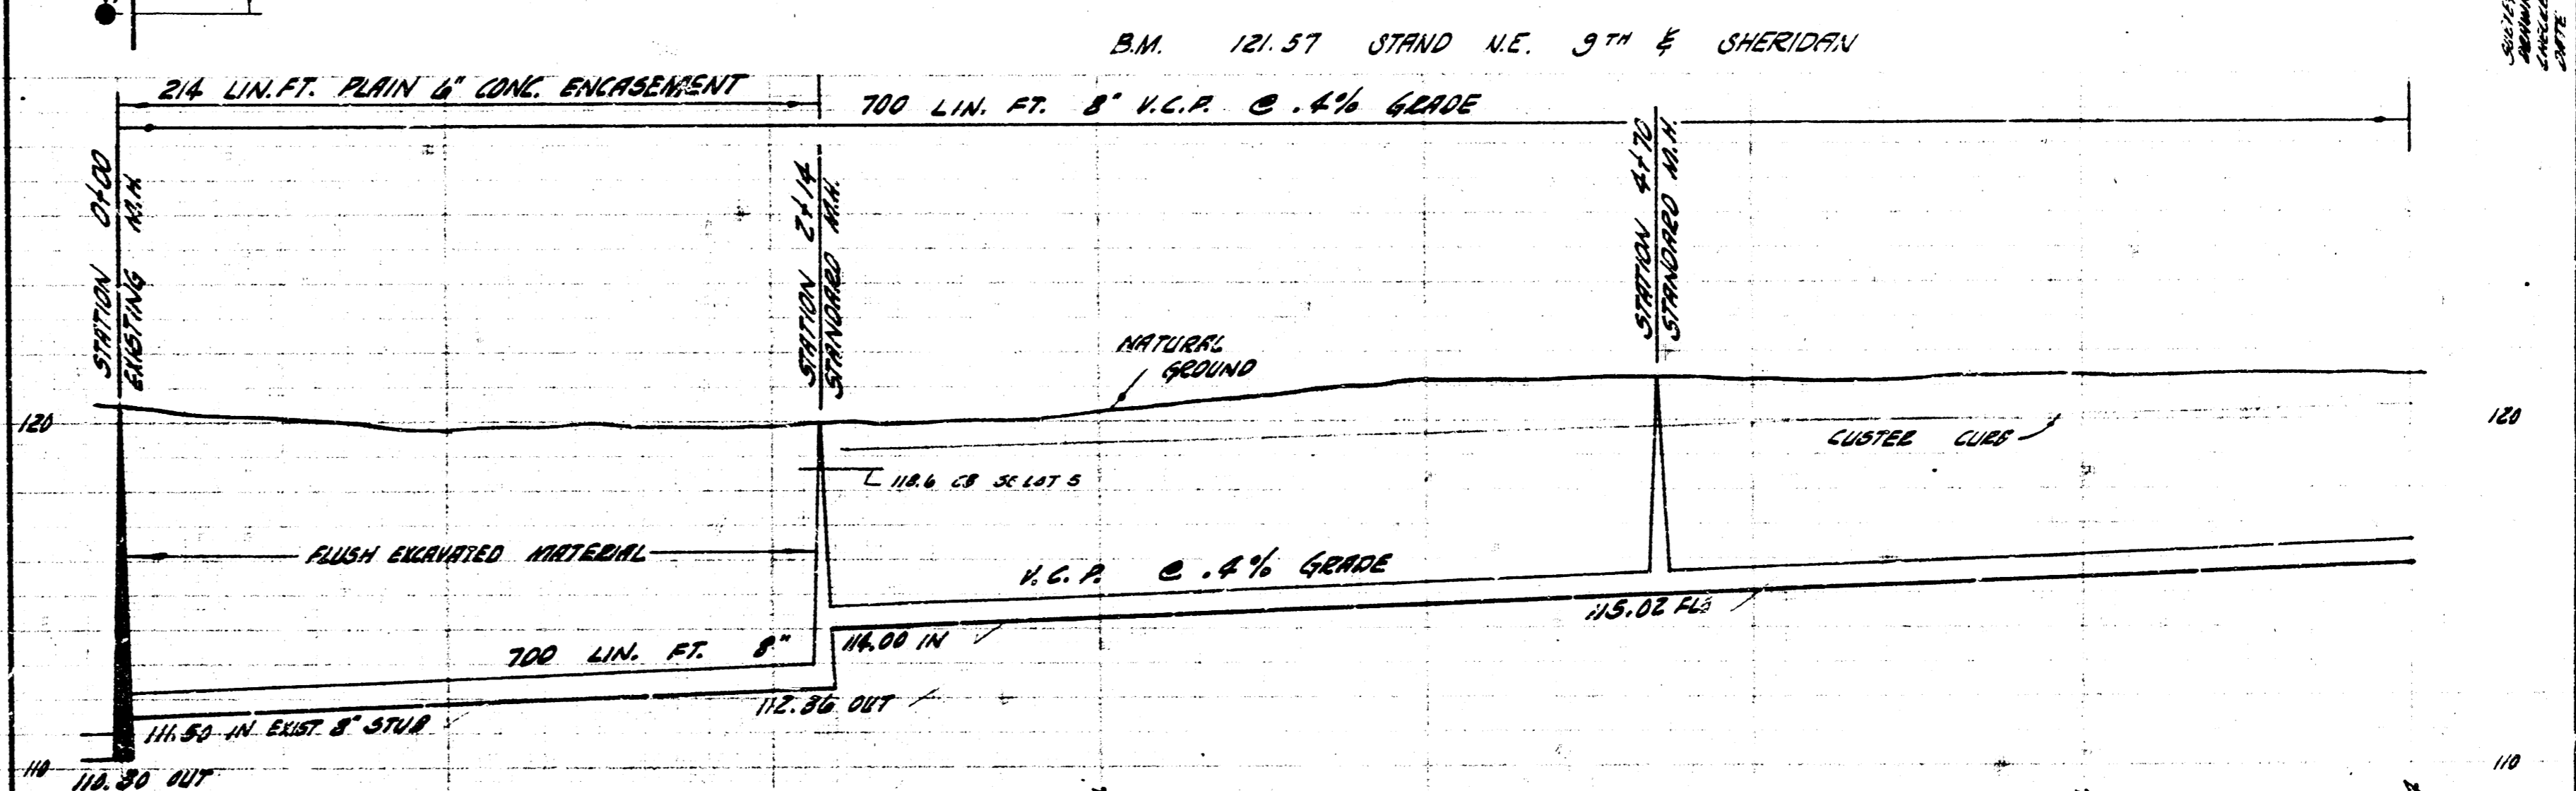 B.M. 121.57 STAND N.E. 9TH & SHERIDAN
DATE
214 LIN. FT. PLAIN 6" CONC. ENCASEMENT
700 LIN. FT. 8" V.C.P. @ .4% GRADE
STATION 0+00
EXISTING M.H.
STATION 2+14
STANDARD M.H.
STATION 4+70
STANDARD M.H.
NATURAL
GROUND
120
120
CUSTER CURB
118.6 CB SE LOT 5
FLUSH EXCAVATED MATERIAL
V.C.P. @ .4% GRADE
115.02 FL
700 LIN. FT. 8"
114.00 IN
112.36 OUT
111.50 IN EXIST 8" STUB
110
110
110.30 OUT